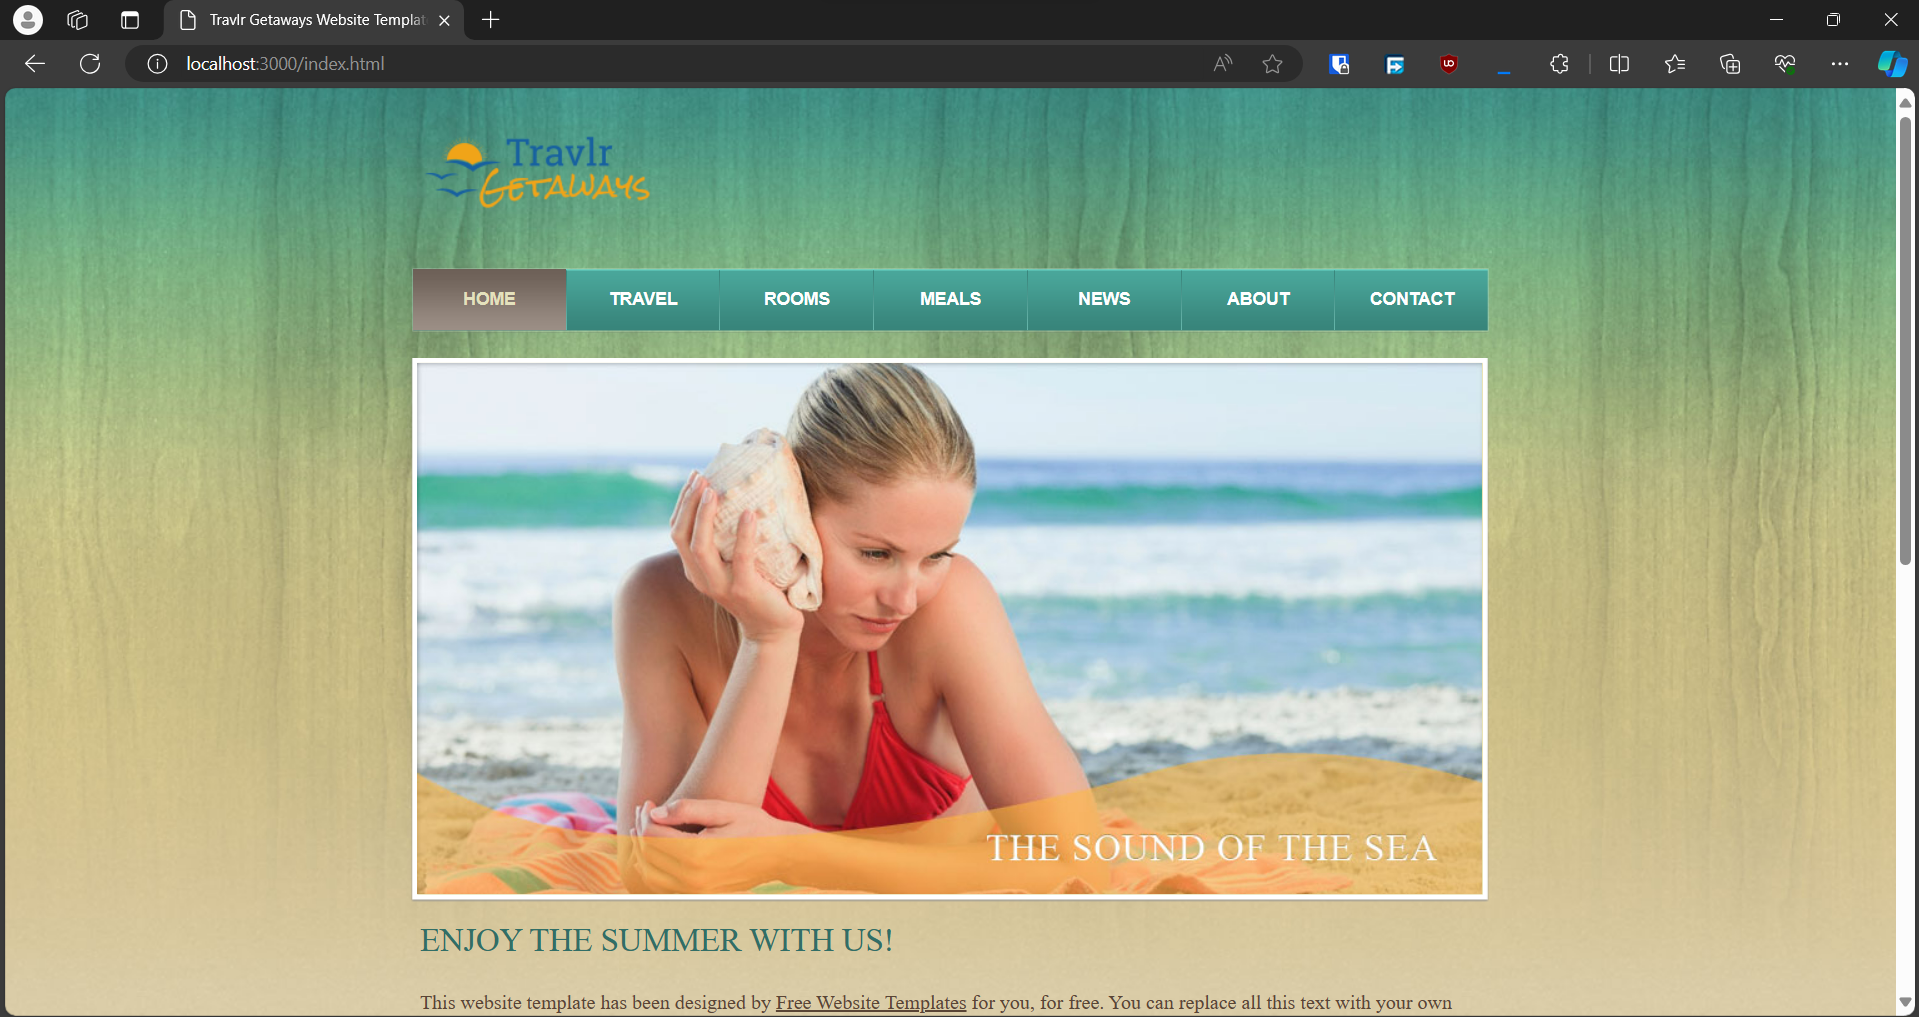 Travlr Getaways Website Templat
localhost:3000/index.html
Travlr
GETAWAYS
HOME TRAVEL ROOMS MEALS NEWS ABOUT CONTACT
THE SOUND OF THE SEA
ENJOY THE SUMMER WITH US!
This website template has been designed by Free Website Templates for you, for free. You can replace all this text with your own